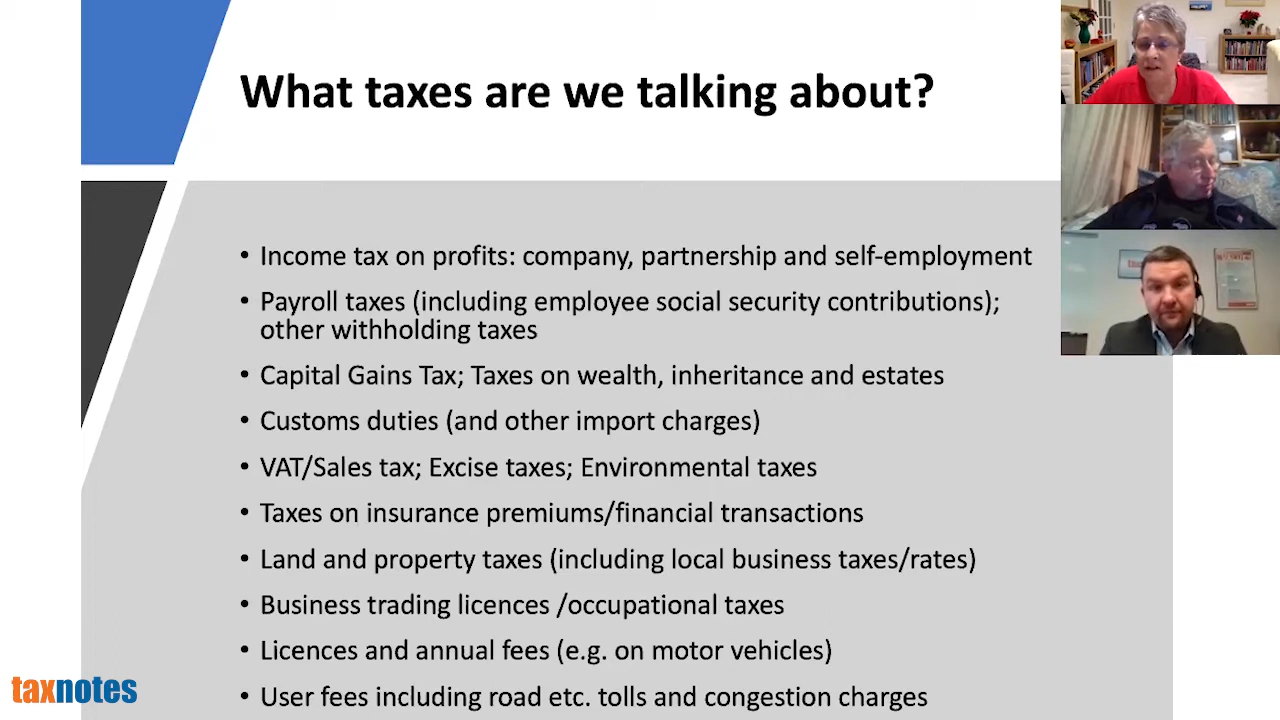 What taxes are we talking about?
• Income tax on profits: company, partnership and self-employment
• Payroll taxes (including employee social security contributions);
other withholding taxes
• Capital Gains Tax; Taxes on wealth, inheritance and estates
• Customs duties (and other import charges)
• VAT/Sales tax; Excise taxes; Environmental taxes
• Taxes on insurance premiums/financial transactions
• Land and property taxes (including local business taxes/rates)
• Business trading licences /occupational taxes
• Licences and annual fees (e.g. on motor vehicles)
• User fees including road etc. tolls and congestion charges
taxnotes